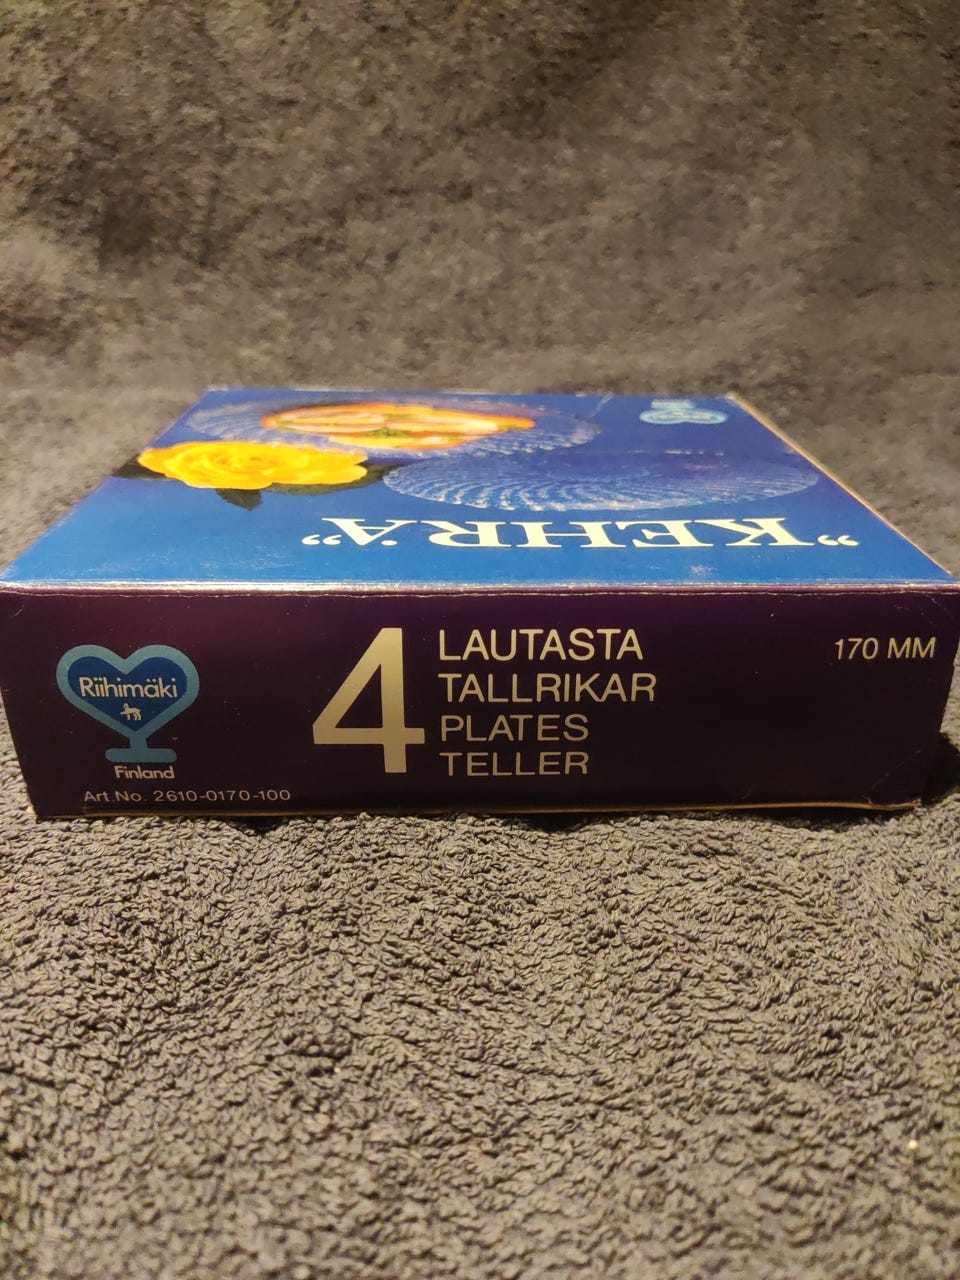 "KEHRÄ"
Riihimäki
Finland
Art.No. 2610-0170-100
4
LAUTASTA
TALLRIKAR
PLATES
TELLER
170 MM